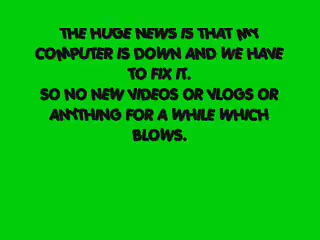 THE HUGE NEWS IS THAT MY
COMPUTER IS DOWN AND WE HAVE
TO FIX IT.
SO NO NEW VIDEOS OR VLOGS OR
ANYTHING FOR A WHILE WHICH
BLOWS.